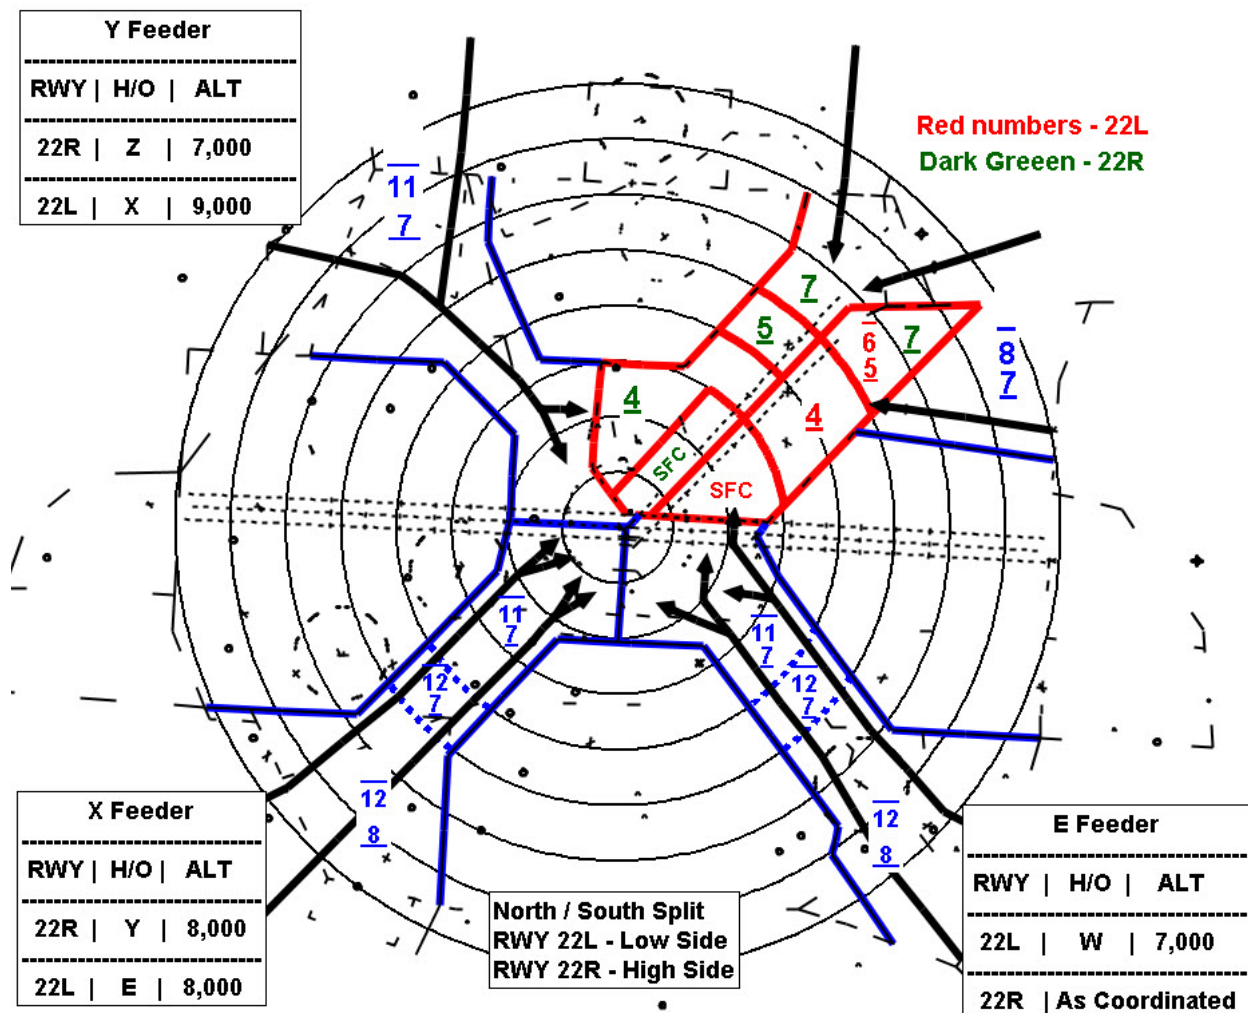 Y Feeder
RWY | H/O | ALT
22R | Z | 7,000
22L | X | 9,000
Red numbers - 22L
Dark Greeen - 22R
11
7
7
5
6
5
7
8
7
4
4
SFC
SFC
11
7
11
7
12
7
12
7
12
8
12
8
X Feeder
RWY | H/O | ALT
22R | Y | 8,000
22L | E | 8,000
North / South Split
RWY 22L - Low Side
RWY 22R - High Side
E Feeder
RWY | H/O | ALT
22L | W | 7,000
22R | As Coordinated